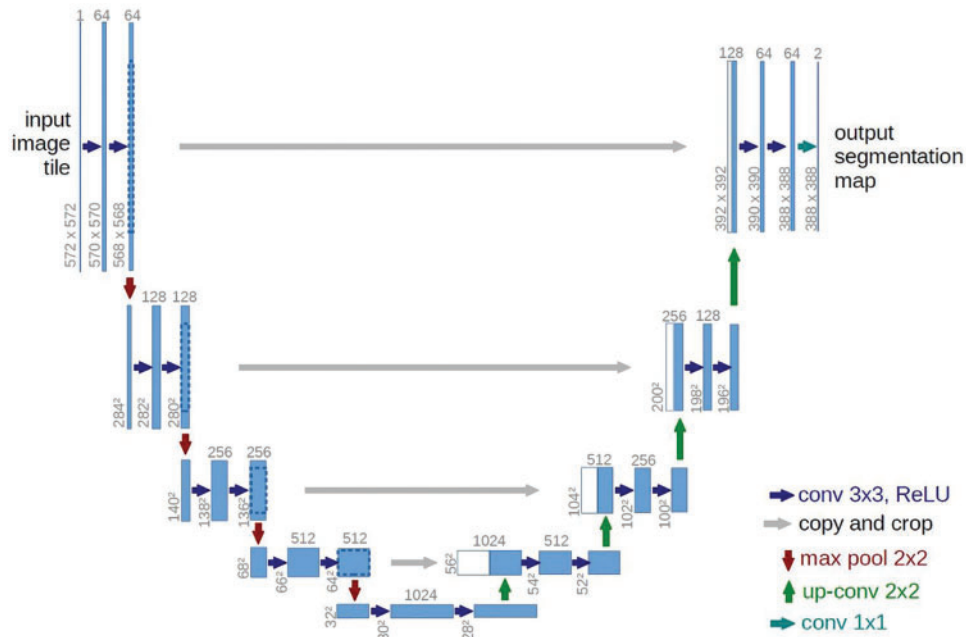 1 64 64
128 64 64 2
input
image
tile
output
segmentation
map
572 x 572
570 x 570
568 x 568
392 x 392
390 x 390
388 x 388
388 x 388
128 128
256 128
284²
282²
280²
200²
198²
196²
256 256
512 256
140²
138²
136²
104²
102²
100²
512 512
1024 512
68²
66²
64²
56²
54²
52²
1024
32²
30²
28²
conv 3x3, ReLU
copy and crop
max pool 2x2
up-conv 2x2
conv 1x1